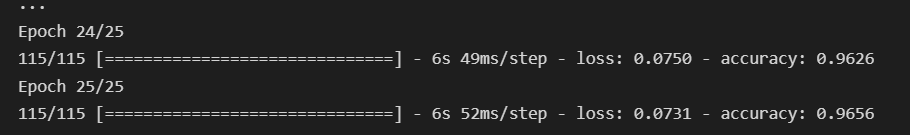 ...
Epoch 24/25
115/115 [==============================] - 6s 49ms/step - loss: 0.0750 - accuracy: 0.9626
Epoch 25/25
115/115 [==============================] - 6s 52ms/step - loss: 0.0731 - accuracy: 0.9656